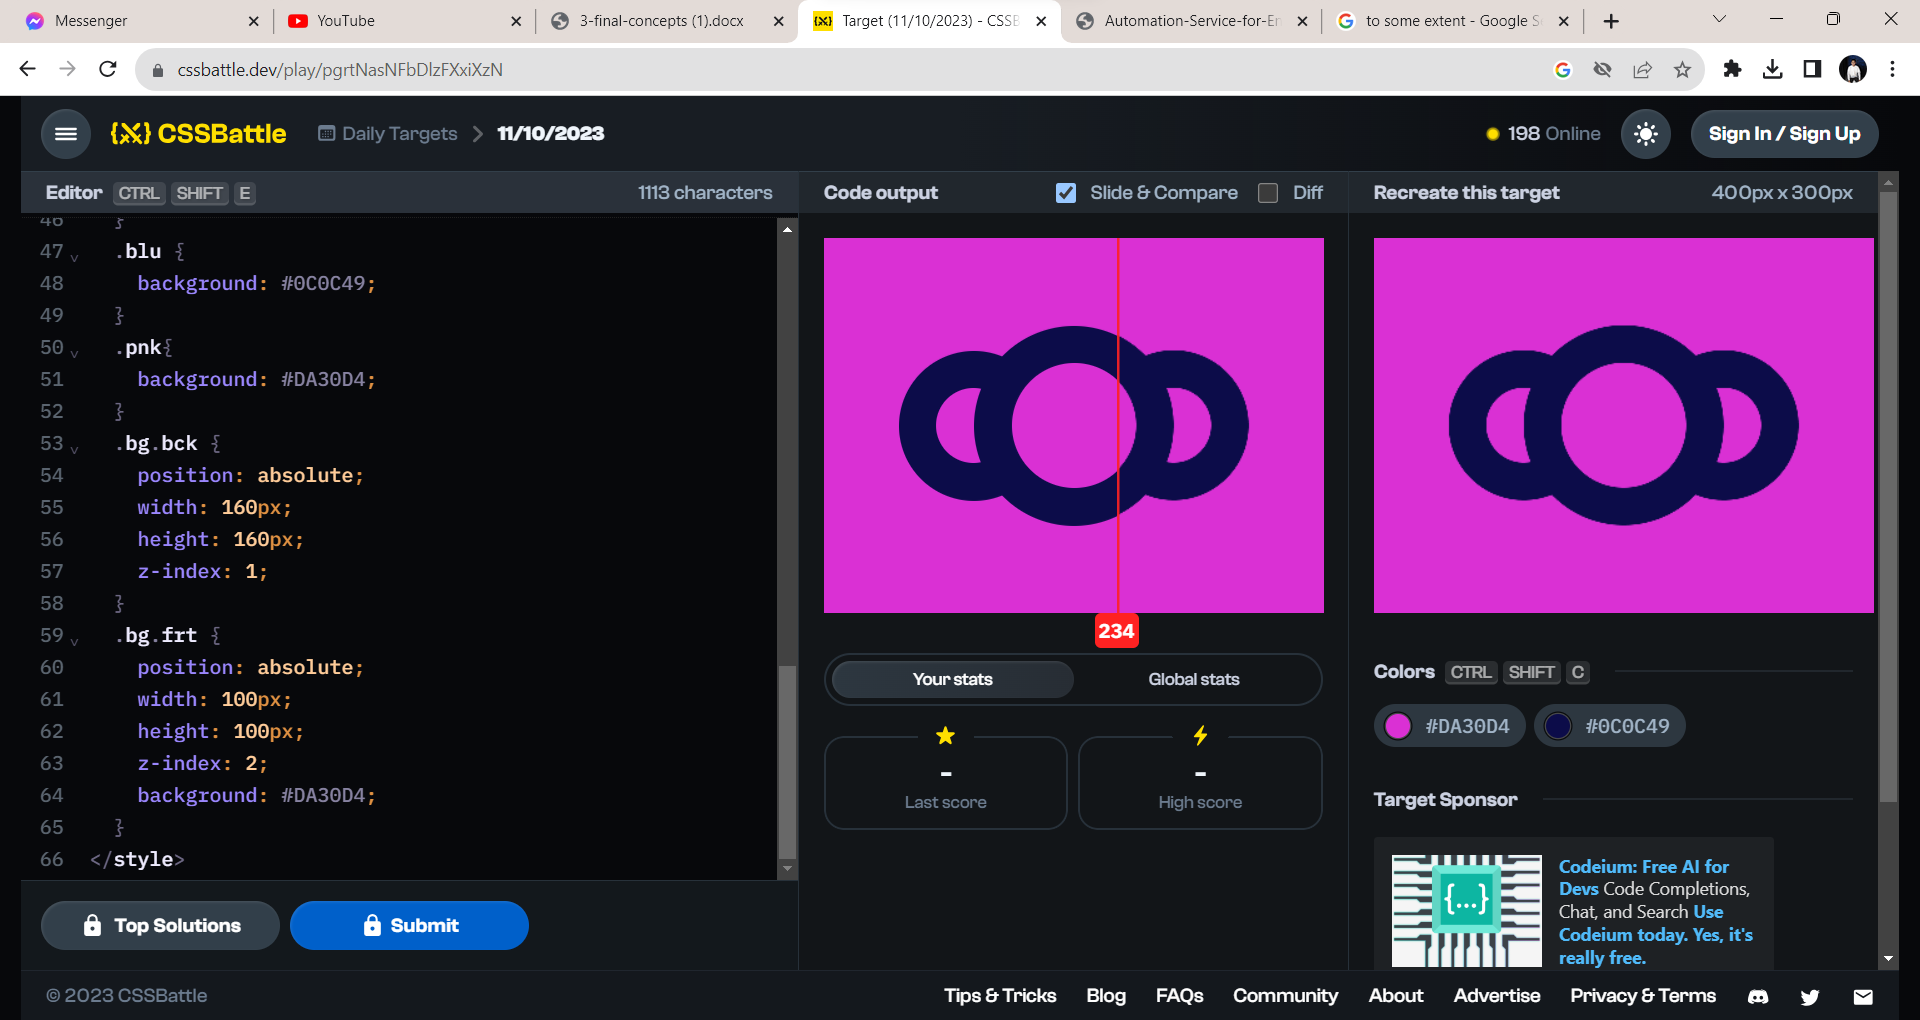 Messenger
YouTube
3-final-concepts (1).docx
Target (11/10/2023) - CSSB
Automation-Service-for-En
to some extent - Google Se
cssbattle.dev/play/pgrtNasNFbDlzFXxiXzN
{X} CSSBattle
Daily Targets
11/10/2023
198 Online
Sign In / Sign Up
Editor CTRL SHIFT E
1113 characters
46 }
47 .blu {
48 background: #0C0C49;
49 }
50 .pnk{
51 background: #DA30D4;
52 }
53 .bg.bck {
54 position: absolute;
55 width: 160px;
56 height: 160px;
57 z-index: 1;
58 }
59 .bg.frt {
60 position: absolute;
61 width: 100px;
62 height: 100px;
63 z-index: 2;
64 background: #DA30D4;
65 }
66 </style>
Top Solutions
Submit
Code output
Slide & Compare
Diff
234
Your stats
Global stats
-
Last score
-
High score
Recreate this target
400px x 300px
Colors CTRL SHIFT C
#DA30D4
#0C0C49
Target Sponsor
{...}
Codeium: Free AI for
Devs Code Completions,
Chat, and Search Use
Codeium today. Yes, it's
really free.
© 2023 CSSBattle
Tips & Tricks
Blog
FAQs
Community
About
Advertise
Privacy & Terms